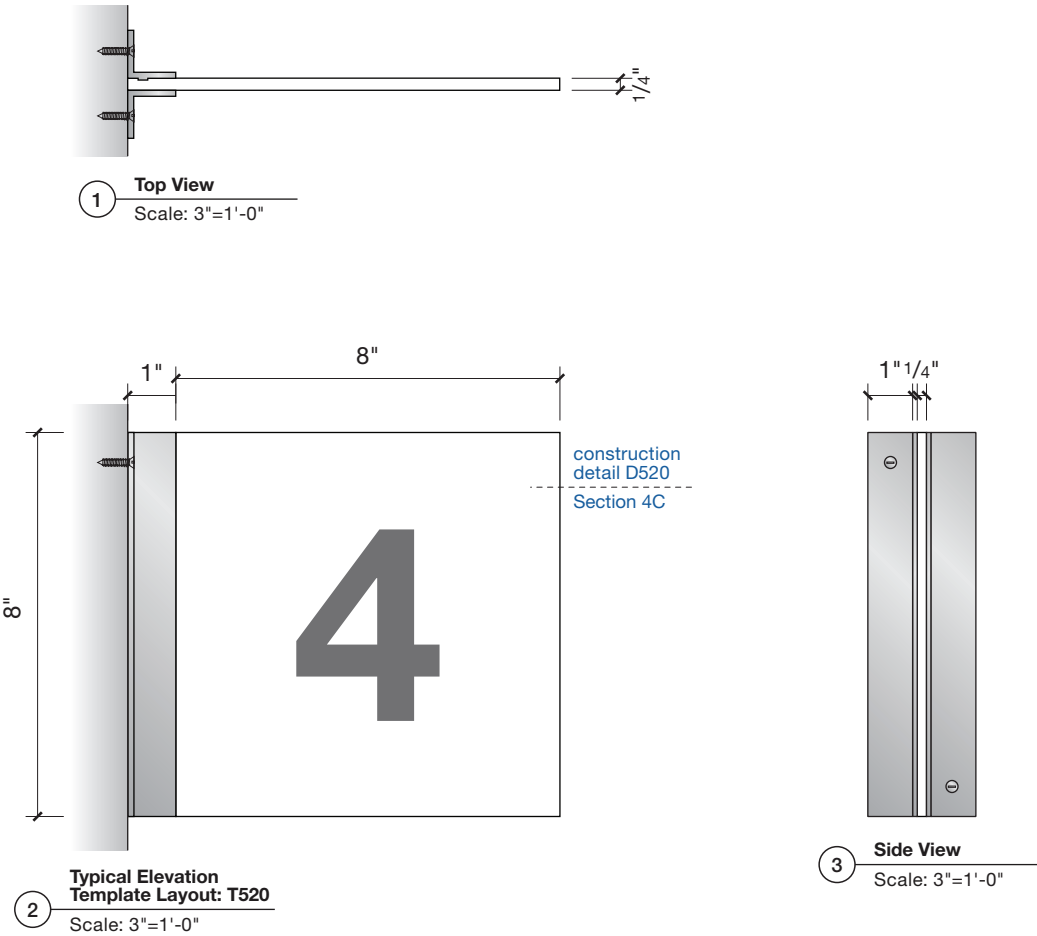 1/4"
1
Top View
Scale: 3"=1'-0"
1"
8"
8"
4
construction
detail D520
Section 4C
2
Typical Elevation
Template Layout: T520
Scale: 3"=1'-0"
1" 1/4"
3
Side View
Scale: 3"=1'-0"